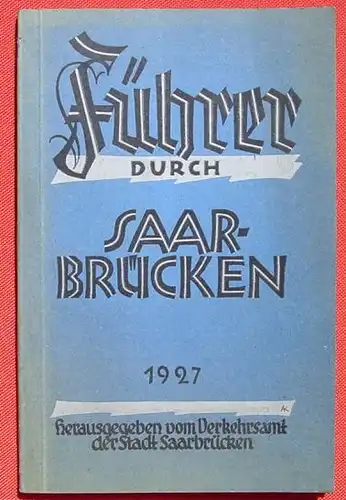 Führer
DURCH
SAAR-
BRÜCKEN
1927
Herausgegeben vom Verkehrsamt
der Stadt Saarbrücken